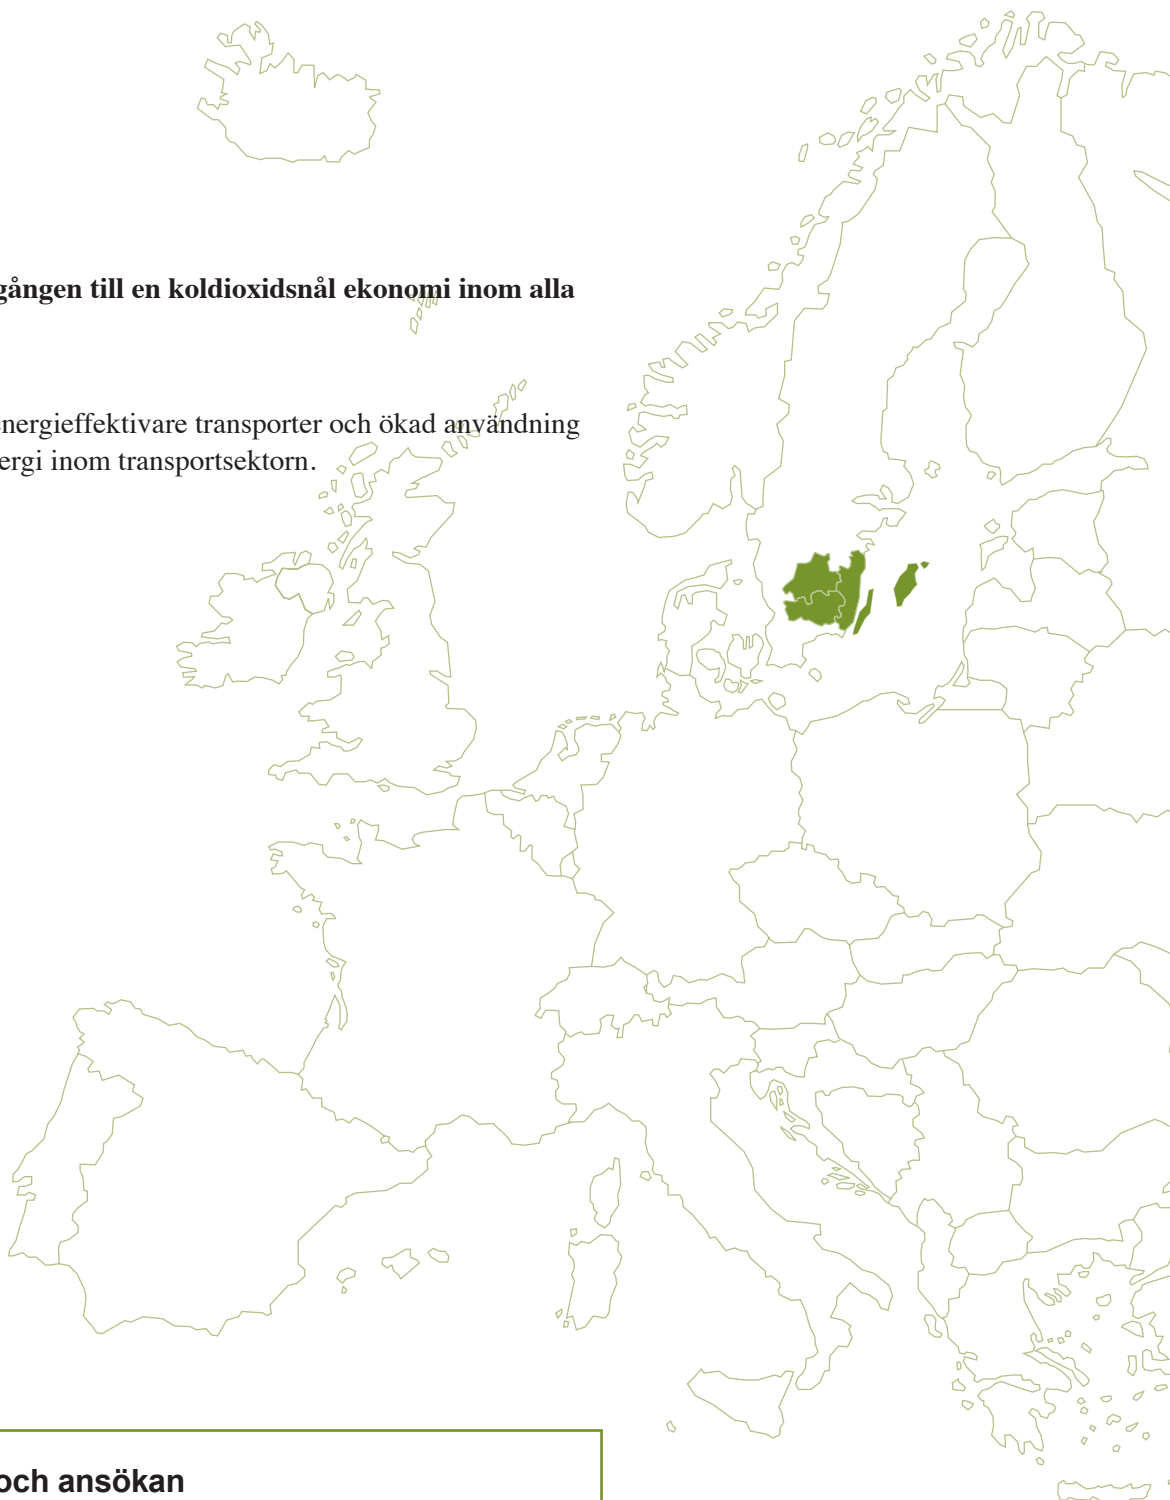 gången till en koldioxidsnål ekonomi inom alla
energieffektivare transporter och ökad användning
ergi inom transportsektorn.
och ansökan